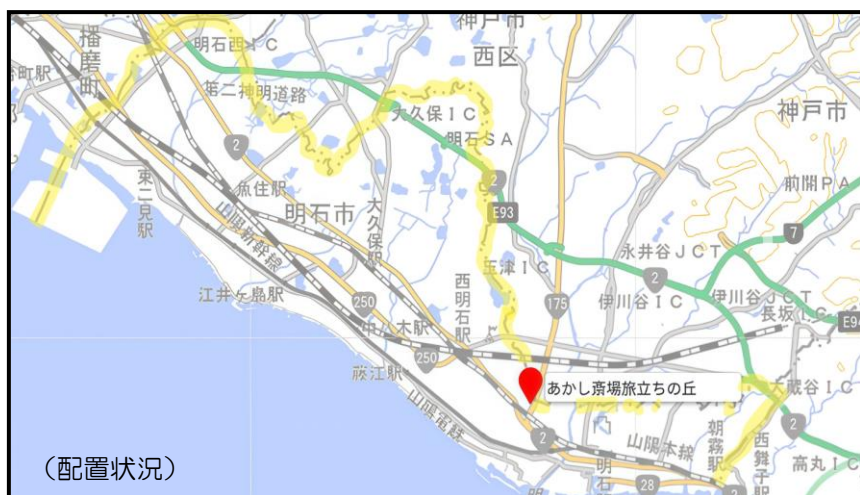 神戸市
西区
播磨町
明石西IC
第二神明道路
大久保IC
明石SA
神戸市
2
2
前開PA
E93
7
東二見駅
魚住駅
明石市
大久保駅
山陽新幹線
永井谷JCT
2
玉津IC
伊川谷IC
伊川谷JCT
長坂IC
E94
江井ヶ島駅
250
西明石駅
175
中八木駅
250
藤江駅
あかし斎場旅立ちの丘
大蔵谷IC
山陽電鉄
2
山陽本線
朝霧駅
西舞子駅
2
高丸IC
明石駅
28
(配置状況)